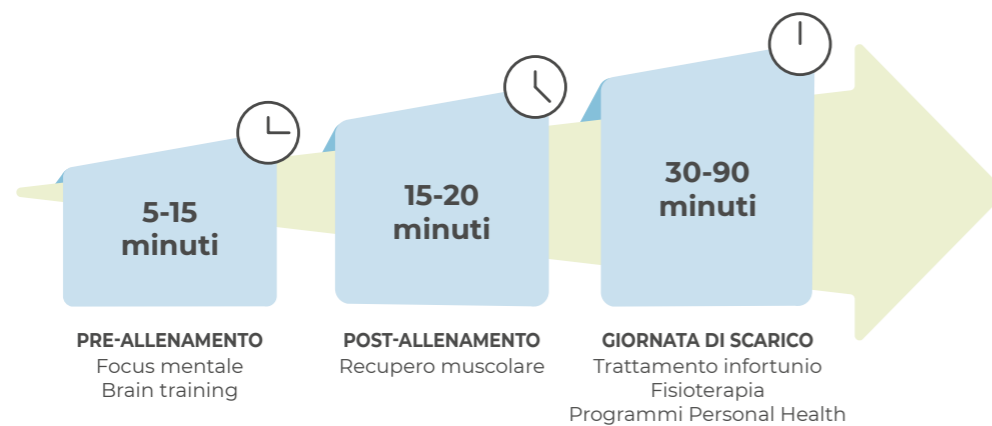 5-15
minuti
15-20
minuti
30-90
minuti
PRE-ALLENAMENTO
Focus mentale
Brain training
POST-ALLENAMENTO
Recupero muscolare
GIORNATA DI SCARICO
Trattamento infortunio
Fisioterapia
Programmi Personal Health